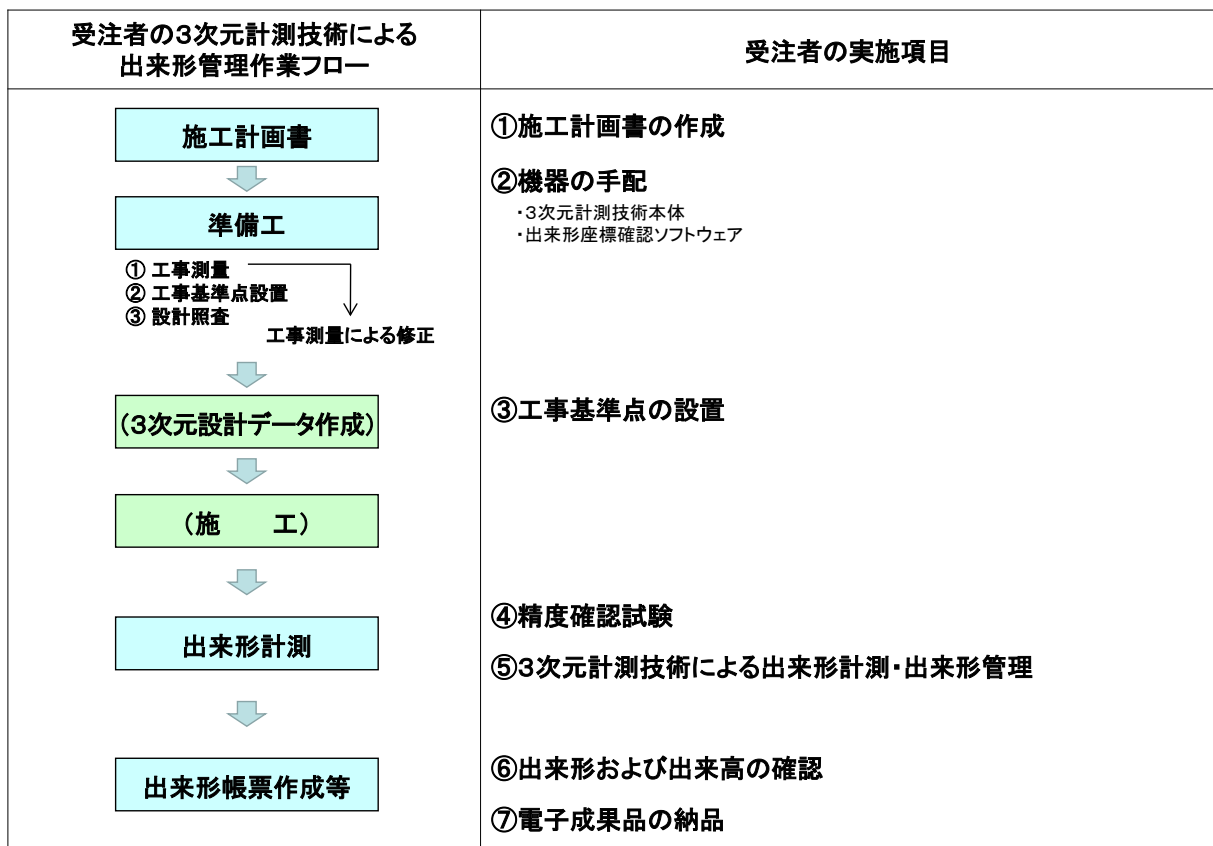 受注者の３次元計測技術による
出来形管理作業フロー
受注者の実施項目
施工計画書
準備工
① 工事測量
② 工事基準点設置
③ 設計照査
工事測量による修正
（３次元設計データ作成）
（施　　工）
出来形計測
出来形帳票作成等
①施工計画書の作成
②機器の手配
・３次元計測技術本体
・出来形座標確認ソフトウェア
③工事基準点の設置
④精度確認試験
⑤３次元計測技術による出来形計測・出来形管理
⑥出来形および出来高の確認
⑦電子成果品の納品